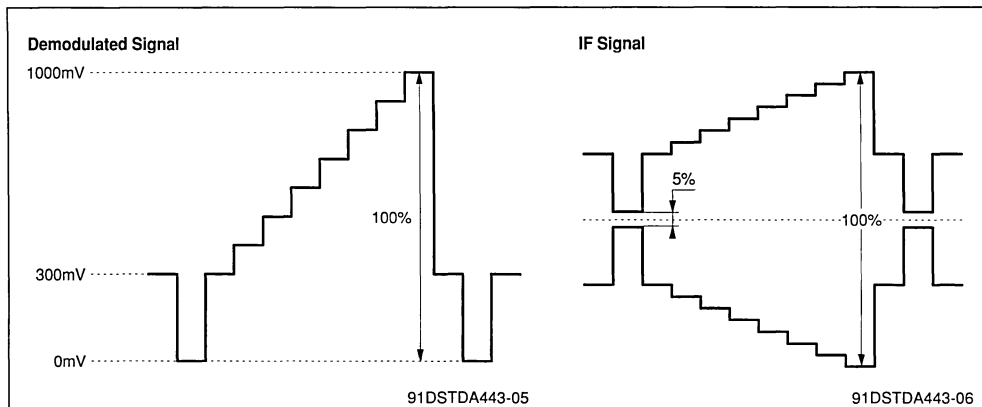 Demodulated Signal
1000mV
100%
300mV
0mV
91DSTDA443-05
IF Signal
5%
100%
91DSTDA443-06